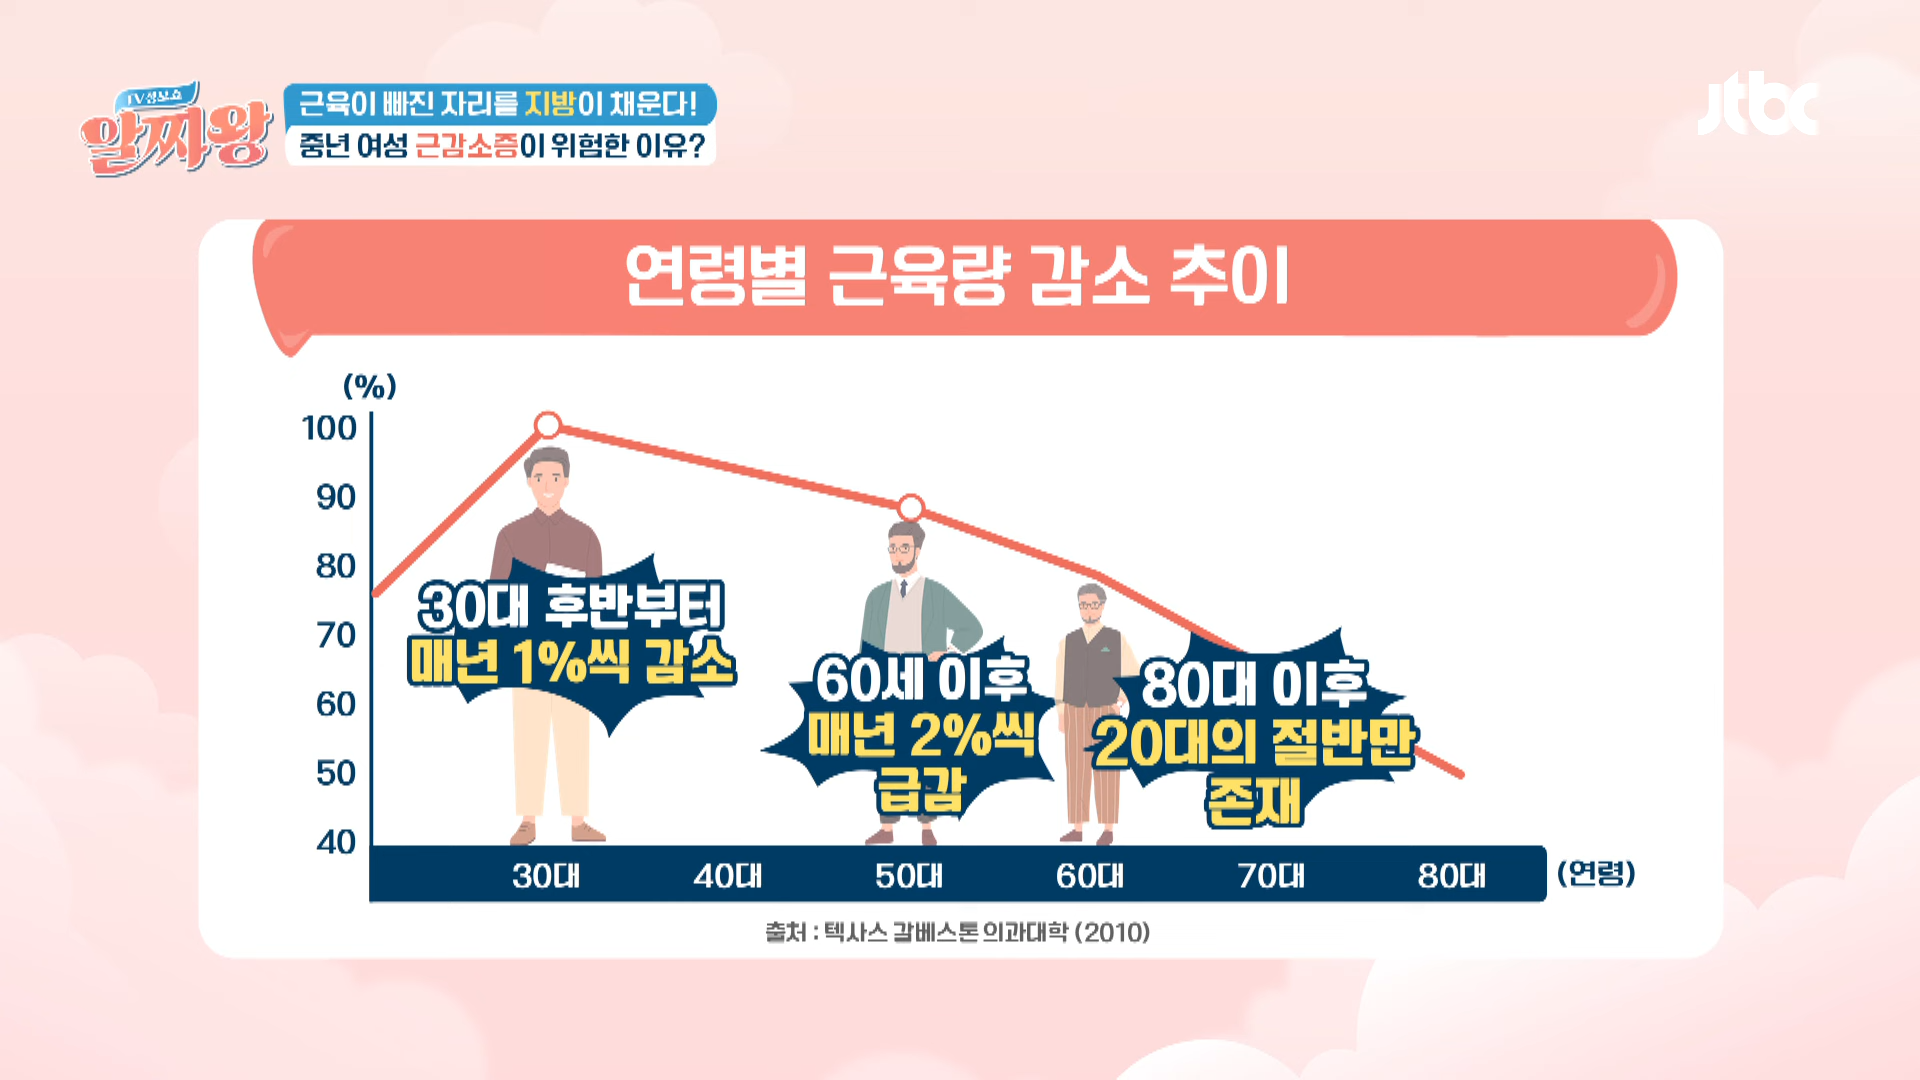 TV정보쇼
알짜왕
근육이 빠진 자리를 지방이 채운다!
중년 여성 근감소증이 위험한 이유?
jtbc
연령별 근육량 감소 추이
(%)
100
90
80
70
60
50
40
30대 후반부터
매년 1%씩 감소
60세 이후
매년 2%씩
급감
80대 이후
20대의 절반만
존재
30대 40대 50대 60대 70대 80대 (연령)
출처 : 텍사스 갈베스톤 의과대학 (2010)